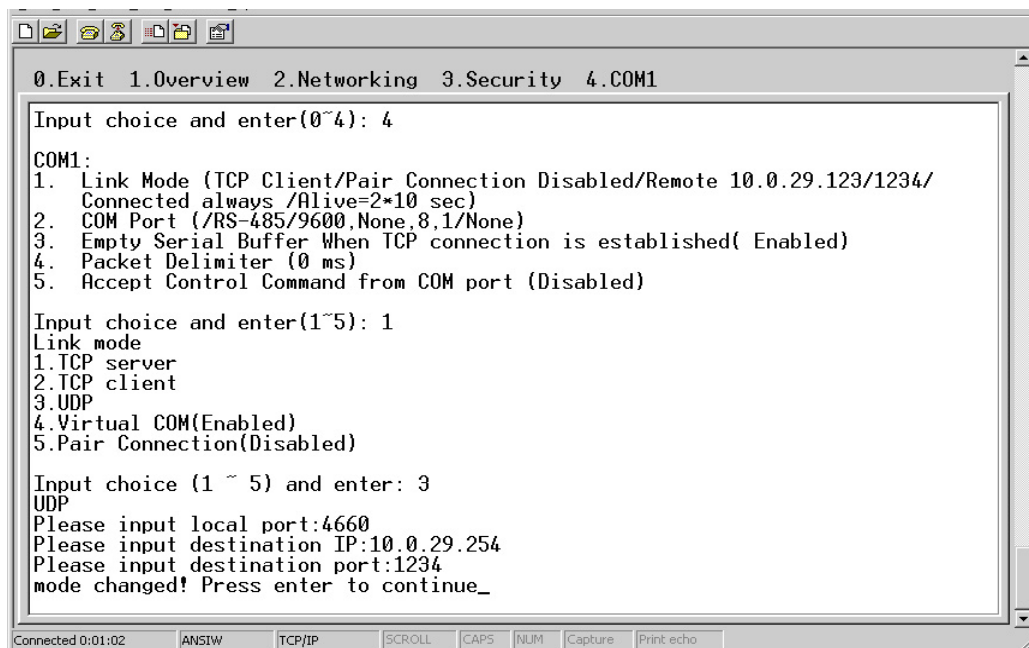 0.Exit  1.Overview  2.Networking  3.Security  4.COM1
Input choice and enter(0~4): 4
COM1:
1.  Link Mode (TCP Client/Pair Connection Disabled/Remote 10.0.29.123/1234/
Connected always /Alive=2*10 sec)
2.  COM Port (/RS-485/9600,None,8,1/None)
3.  Empty Serial Buffer When TCP connection is established( Enabled)
4.  Packet Delimiter (0 ms)
5.  Accept Control Command from COM port (Disabled)
Input choice and enter(1~5): 1
Link mode
1.TCP server
2.TCP client
3.UDP
4.Virtual COM(Enabled)
5.Pair Connection(Disabled)
Input choice (1 ~ 5) and enter: 3
UDP
Please input local port:4660
Please input destination IP:10.0.29.254
Please input destination port:1234
mode changed! Press enter to continue_
Connected 0:01:02  ANSIW  TCP/IP  SCROLL  CAPS  NUM  Capture  Print echo